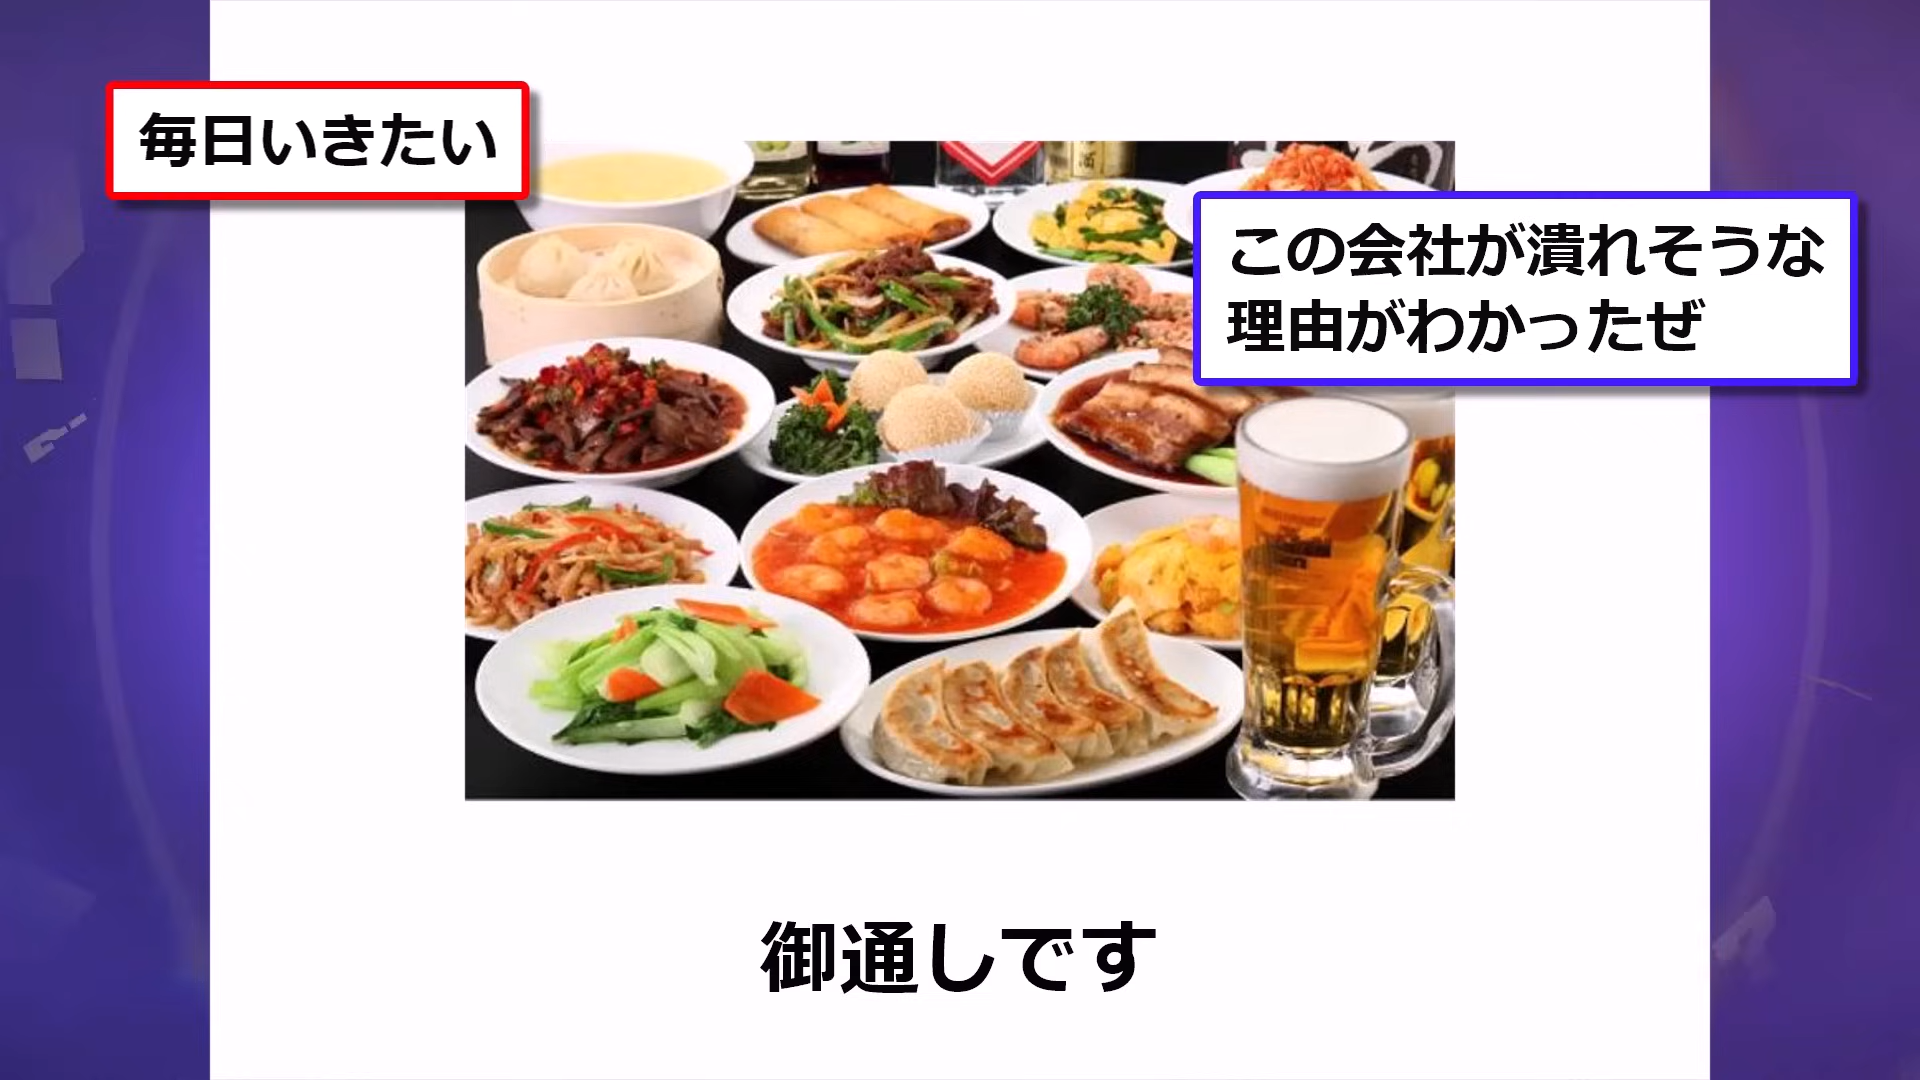 毎日いきたい
この会社が潰れそうな
理由がわかったぜ
御通しです